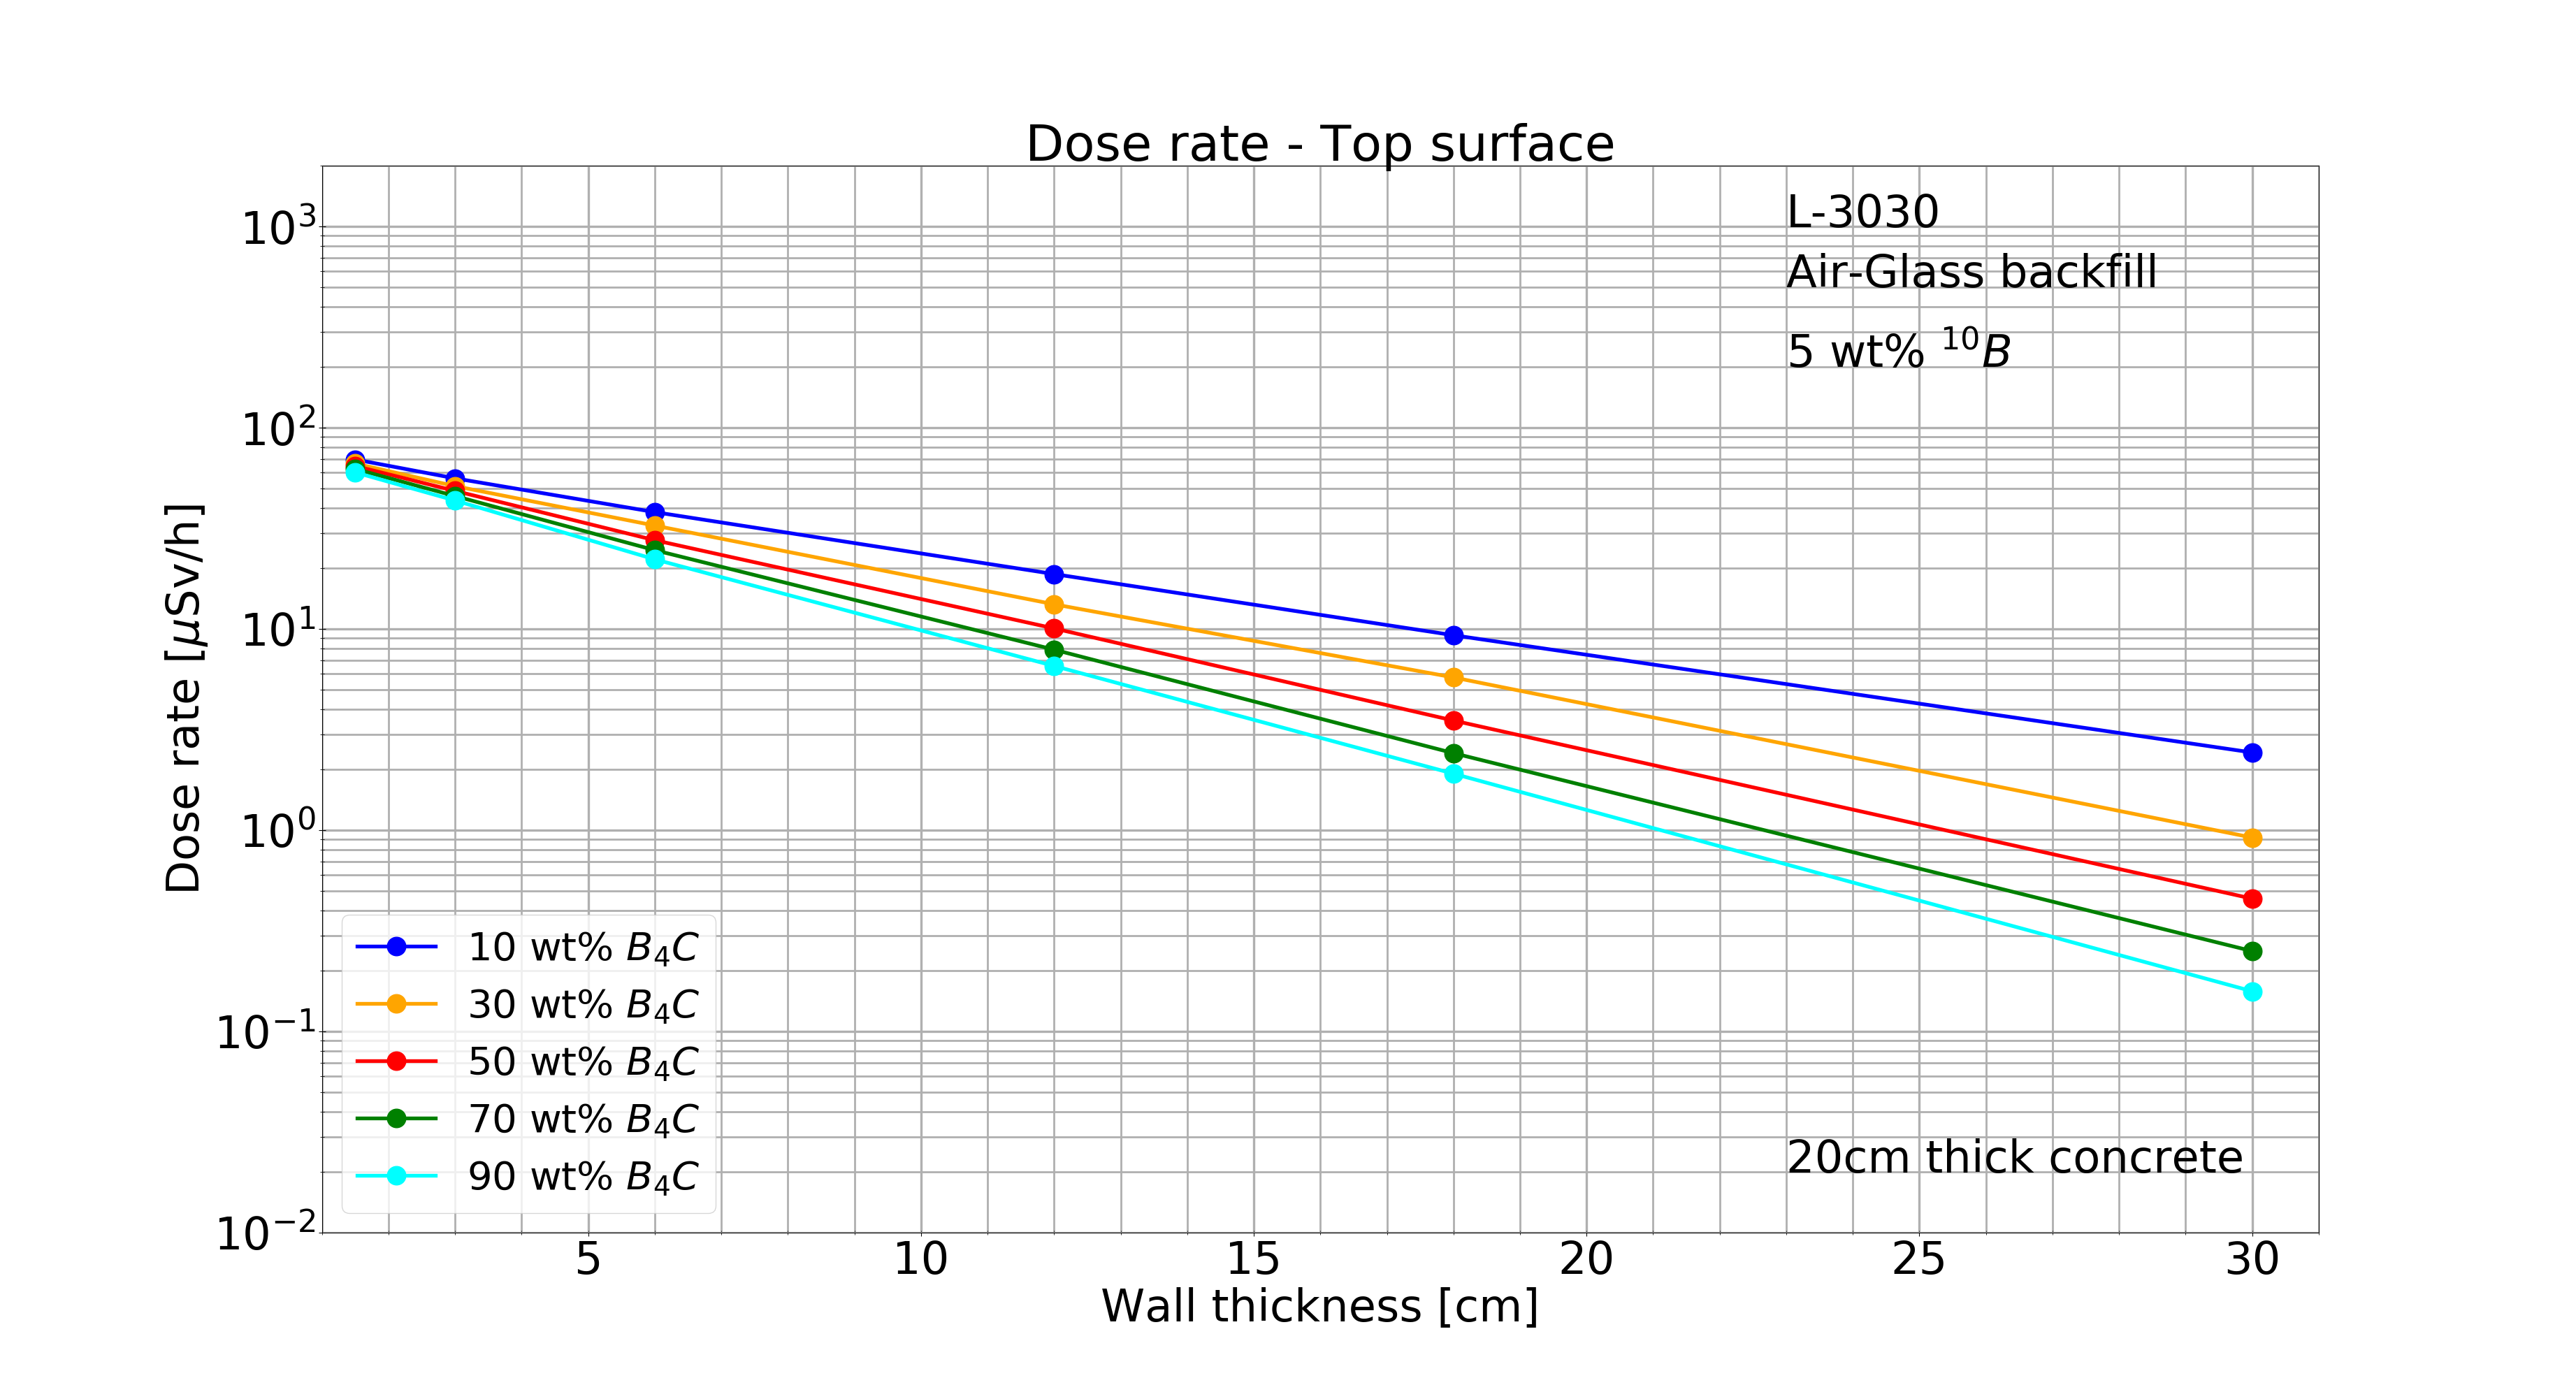 Dose rate - Top surface
L-3030
Air-Glass backfill
5 wt% ¹⁰B
20cm thick concrete
Dose rate [μSv/h]
10³
10²
10¹
10⁰
10⁻¹
10⁻²
10 wt% B₄C
30 wt% B₄C
50 wt% B₄C
70 wt% B₄C
90 wt% B₄C
5 10 15 20 25 30
Wall thickness [cm]